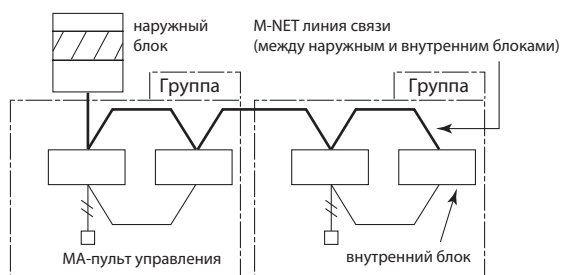 наружный
блок
M-NET линия связи
(между наружным и внутренним блоками)
Группа
Группа
МА-пульт управления
внутренний блок